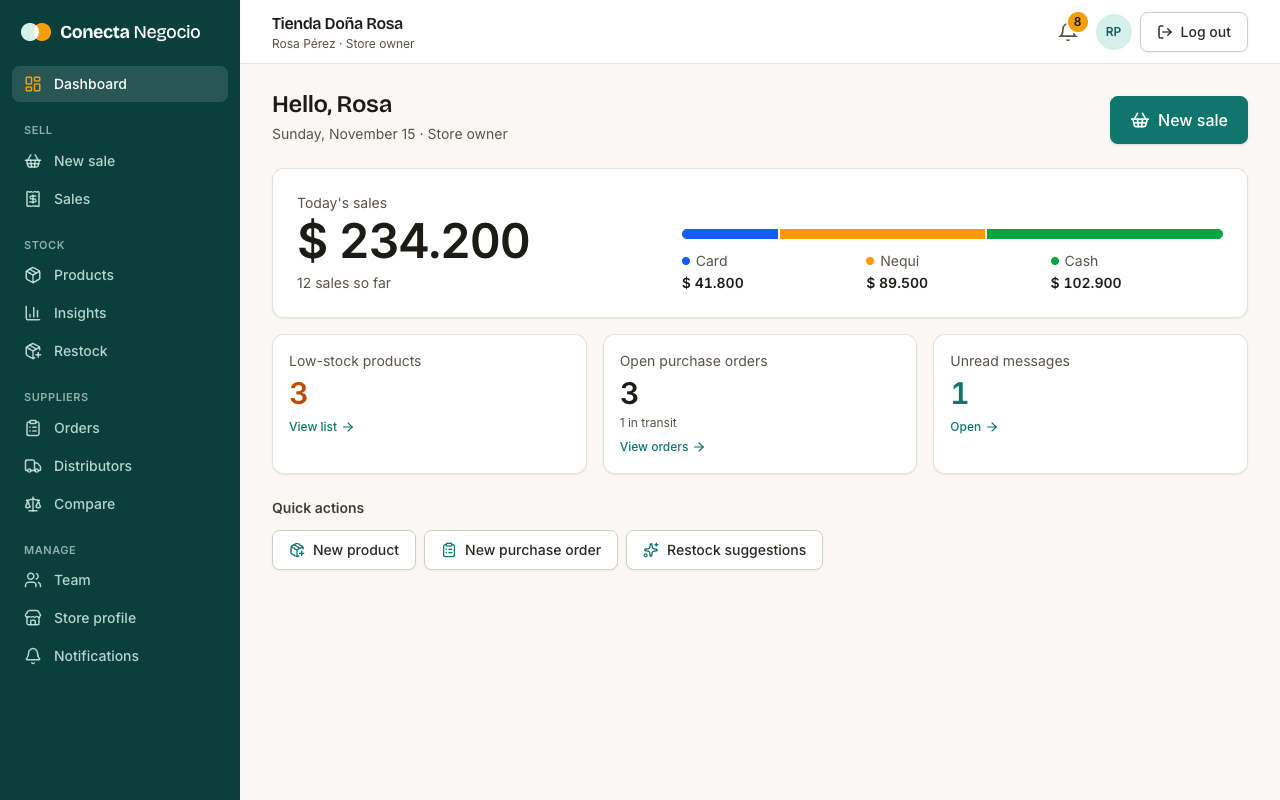 Conecta Negocio
Dashboard
SELL
New sale
Sales
STOCK
Products
Insights
Restock
SUPPLIERS
Orders
Distributors
Compare
MANAGE
Team
Store profile
Notifications
Tienda Doña Rosa
Rosa Pérez · Store owner
8
RP
Log out
Hello, Rosa
Sunday, November 15 · Store owner
New sale
Today's sales
$ 234.200
12 sales so far
Card
$ 41.800
Nequi
$ 89.500
Cash
$ 102.900
Low-stock products
3
View list →
Open purchase orders
3
1 in transit
View orders →
Unread messages
1
Open →
Quick actions
New product
New purchase order
Restock suggestions